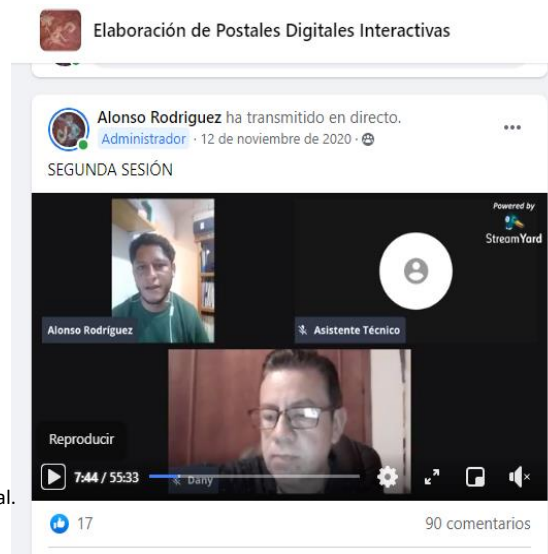 Elaboración de Postales Digitales Interactivas
Alonso Rodriguez ha transmitido en directo.
Administrador · 12 de noviembre de 2020 ·
SEGUNDA SESIÓN
Powered by
StreamYard
Alonso Rodríguez
Asistente Técnico
Reproducir
7:44 / 55:33
Dany
al.
17
90 comentarios